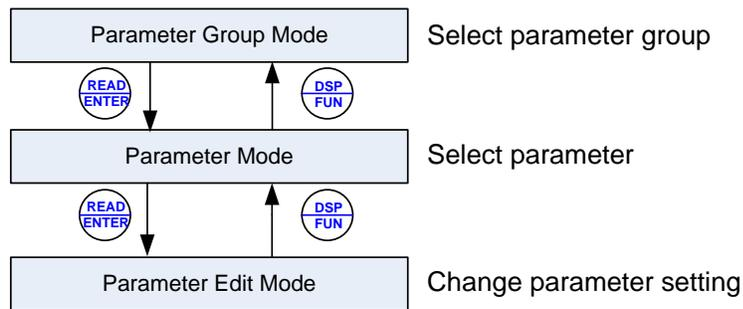 Parameter Group Mode Select parameter group
READ DSP
ENTER FUN
Parameter Mode Select parameter
READ DSP
ENTER FUN
Parameter Edit Mode Change parameter setting